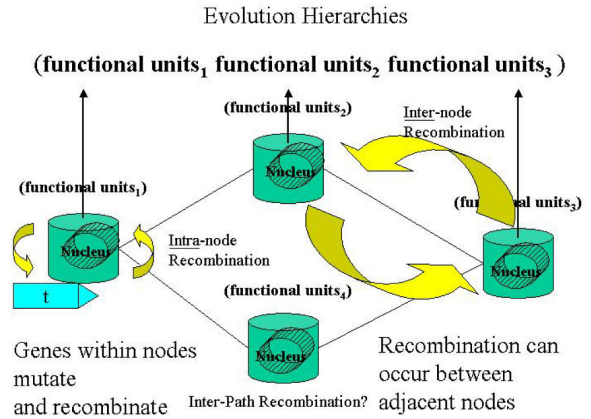 Evolution Hierarchies
(functional units1 functional units2 functional units3 )
(functional units2)
Inter-node
Recombination
Nucleus
(functional units1)
(functional units3)
Nucleus
Intra-node
Recombination
Nucleus
t
(functional units4)
Nucleus
Genes within nodes
mutate
and recombinate
Inter-Path Recombination?
Recombination can
occur between
adjacent nodes